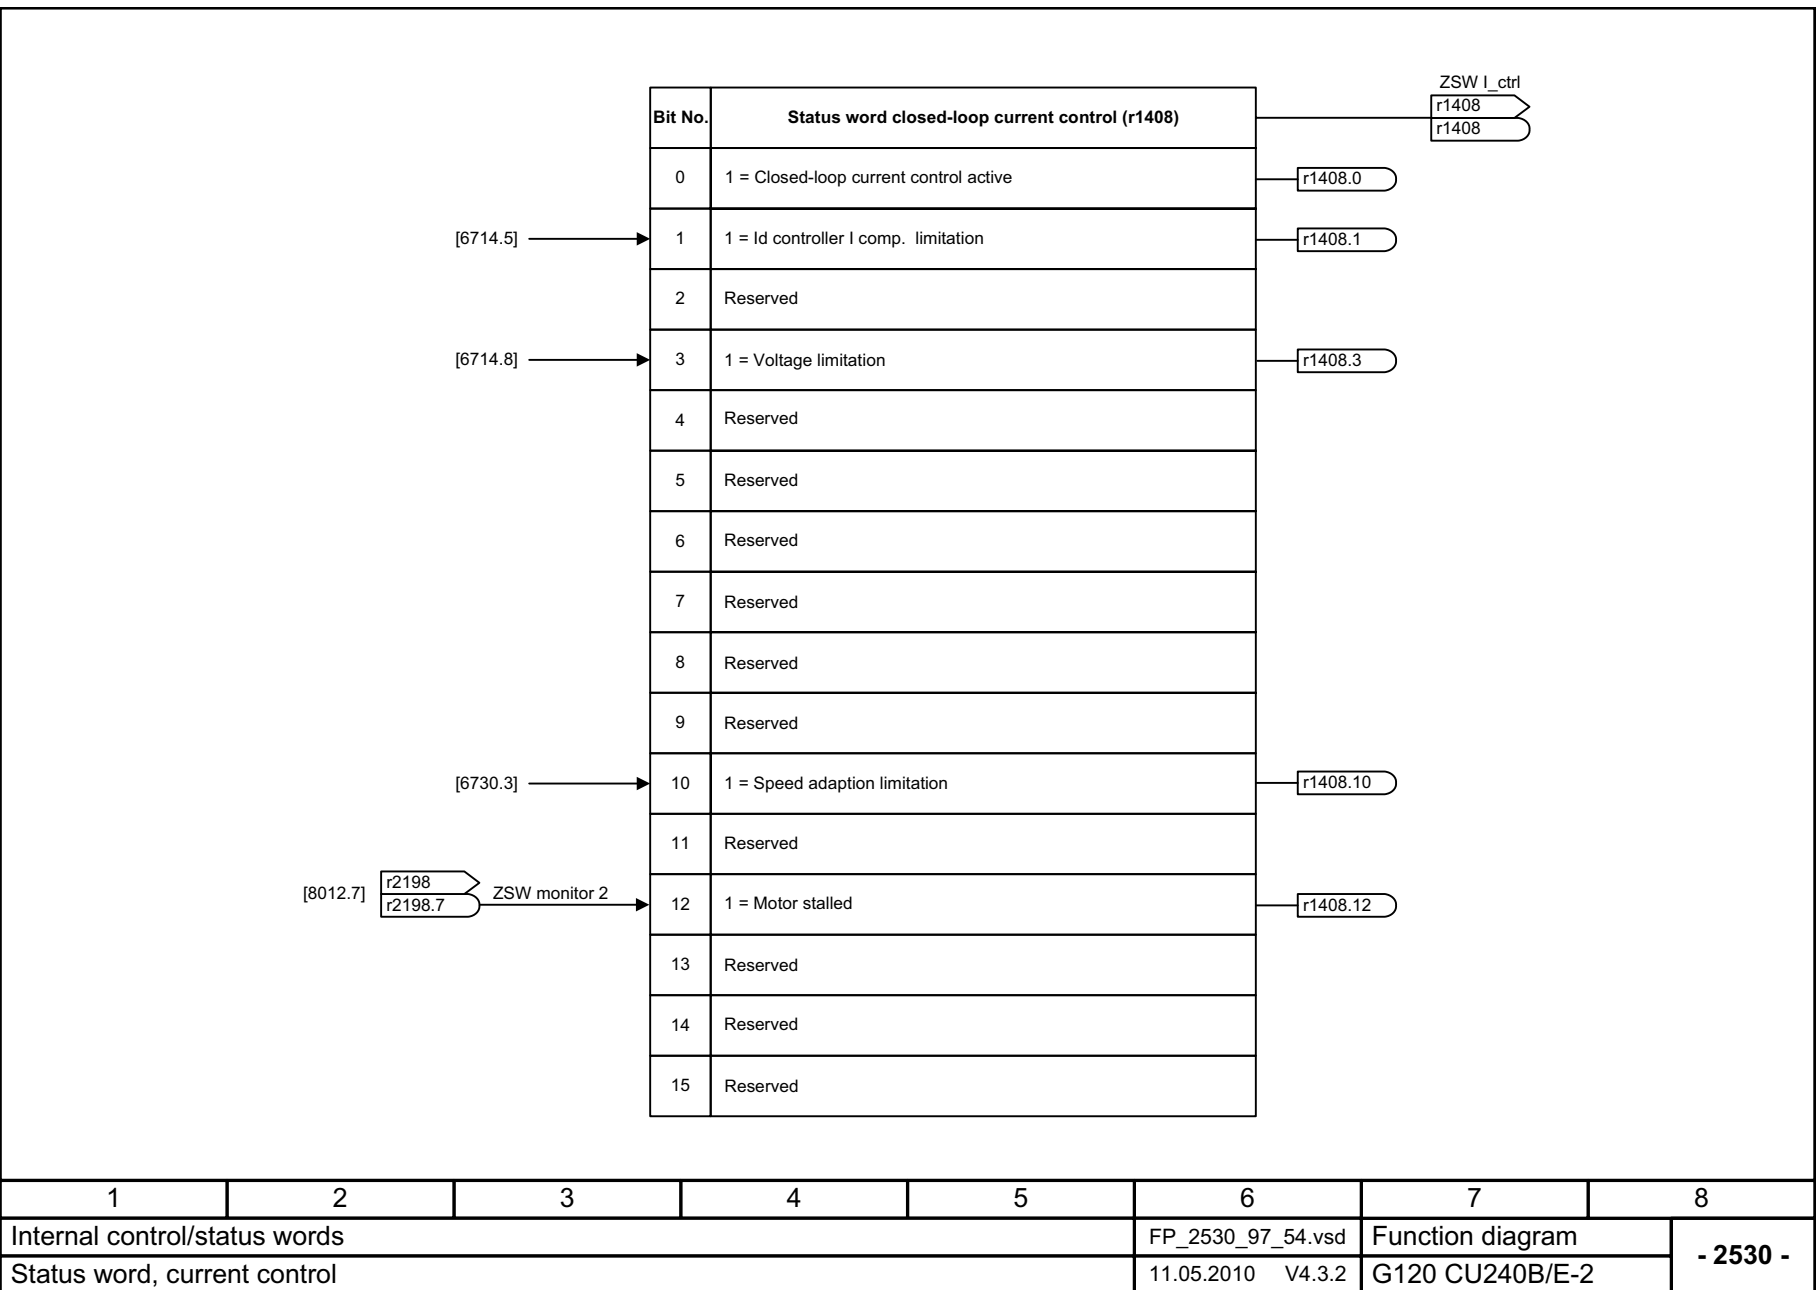 ZSW I_ctrl
Bit No. Status word closed-loop current control (r1408) r1408
r1408
0 1 = Closed-loop current control active r1408.0
[6714.5] 1 1 = Id controller I comp. limitation r1408.1
2 Reserved
[6714.8] 3 1 = Voltage limitation r1408.3
4 Reserved
5 Reserved
6 Reserved
7 Reserved
8 Reserved
9 Reserved
[6730.3] 10 1 = Speed adaption limitation r1408.10
11 Reserved
r2198
[8012.7] r2198.7 ZSW monitor 2 12 1 = Motor stalled r1408.12
13 Reserved
14 Reserved
15 Reserved
1 2 3 4 5 6 7 8
Internal control/status words FP_2530_97_54.vsd Function diagram - 2530 -
Status word, current control 11.05.2010 V4.3.2 G120 CU240B/E-2